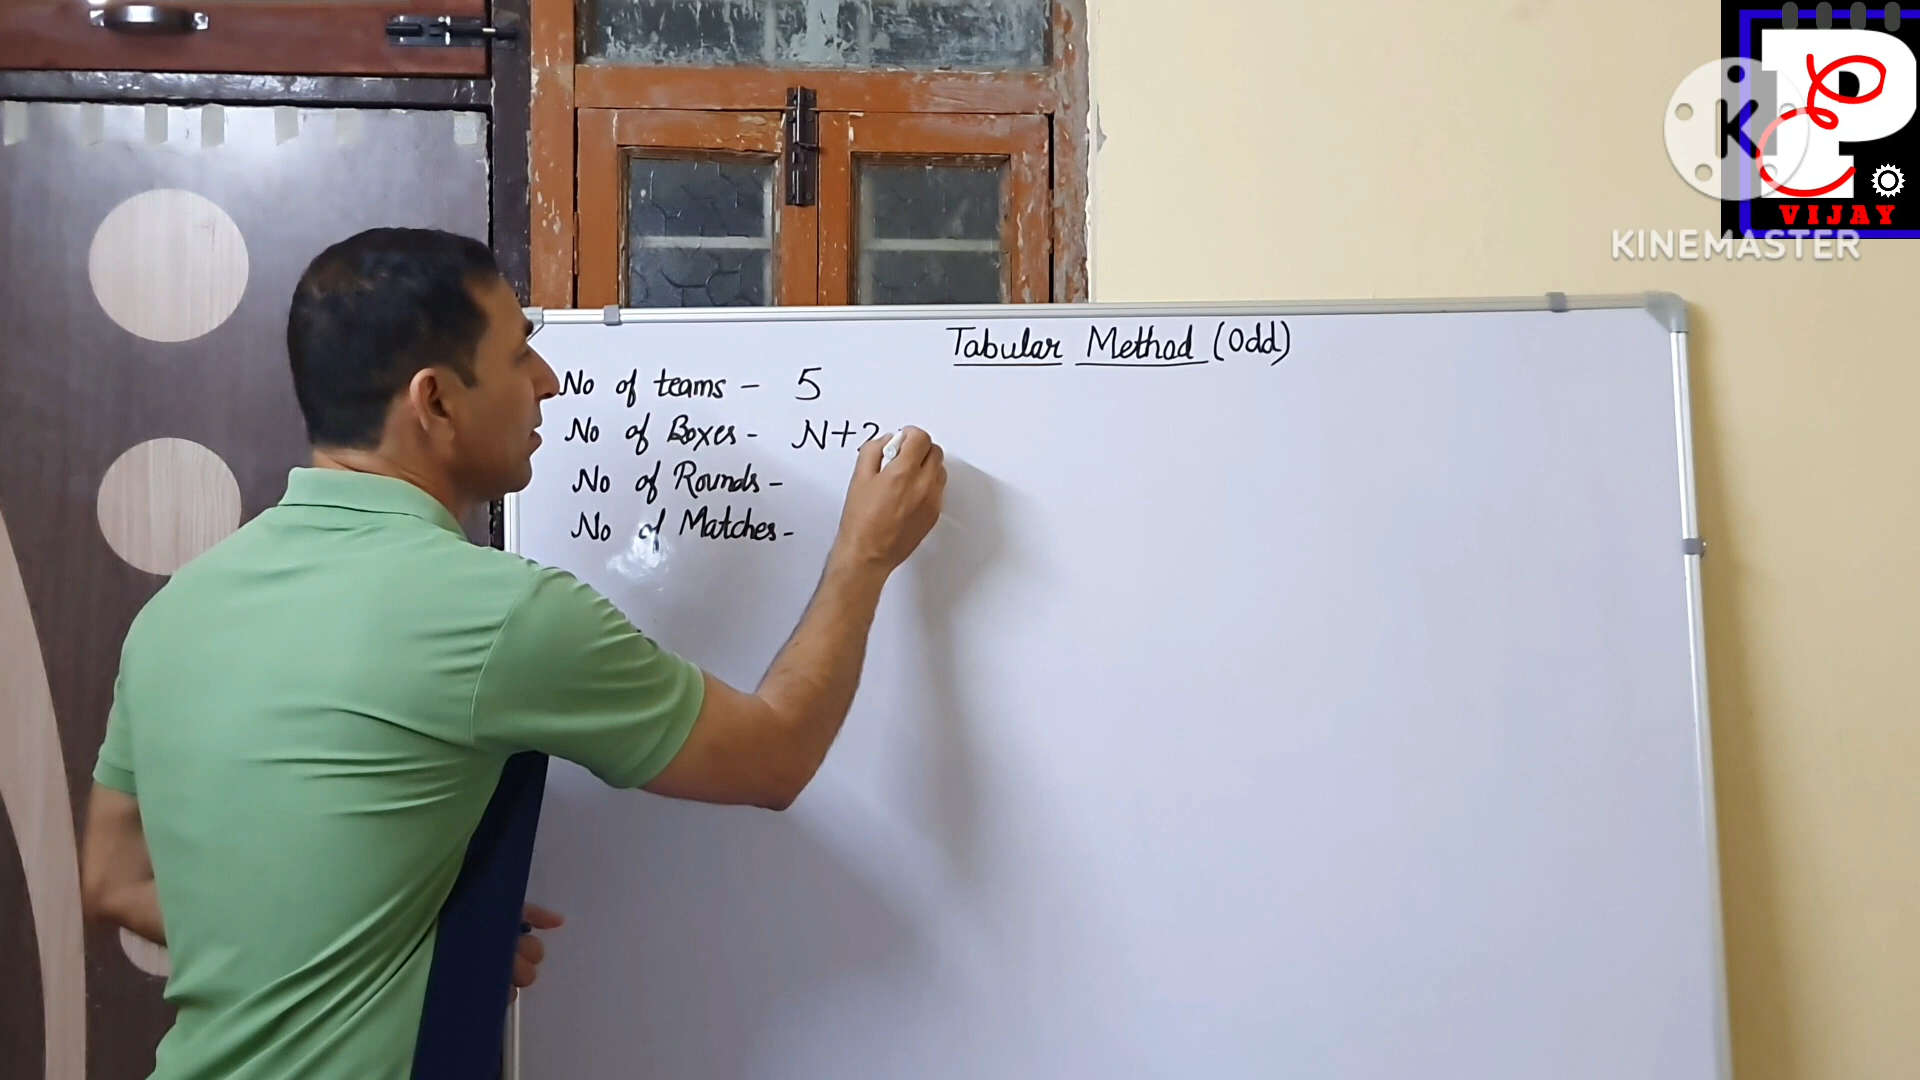 P
K
VIJAY
KINEMASTER
Tabular Method (Odd)
No of teams - 5
No of Boxes - N+2
No of Rounds -
No of Matches -